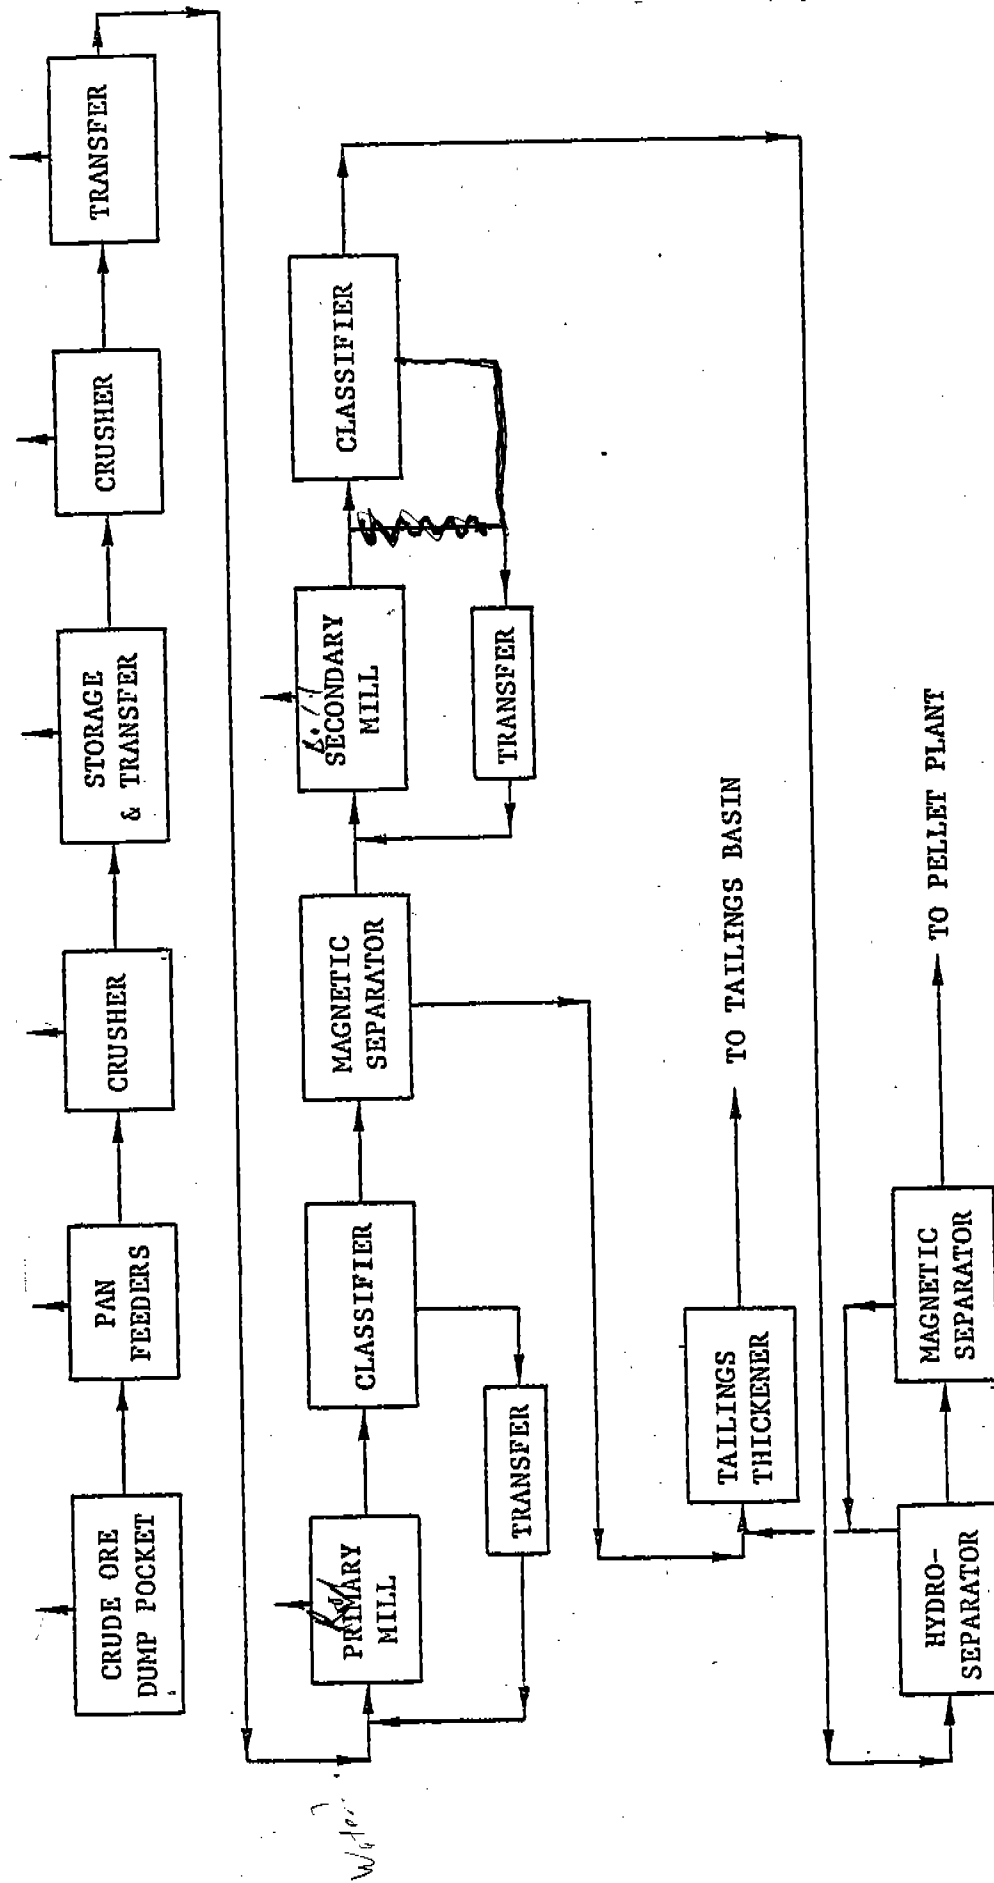 CRUDE ORE
DUMP POCKET
PAN
FEEDERS
CRUSHER
STORAGE
& TRANSFER
CRUSHER
TRANSFER
Water
PRIMARY
MILL
CLASSIFIER
TRANSFER
MAGNETIC
SEPARATOR
SECONDARY
MILL
CLASSIFIER
TRANSFER
TAILINGS
THICKENER
TO TAILINGS BASIN
HYDRO-
SEPARATOR
MAGNETIC
SEPARATOR
TO PELLET PLANT